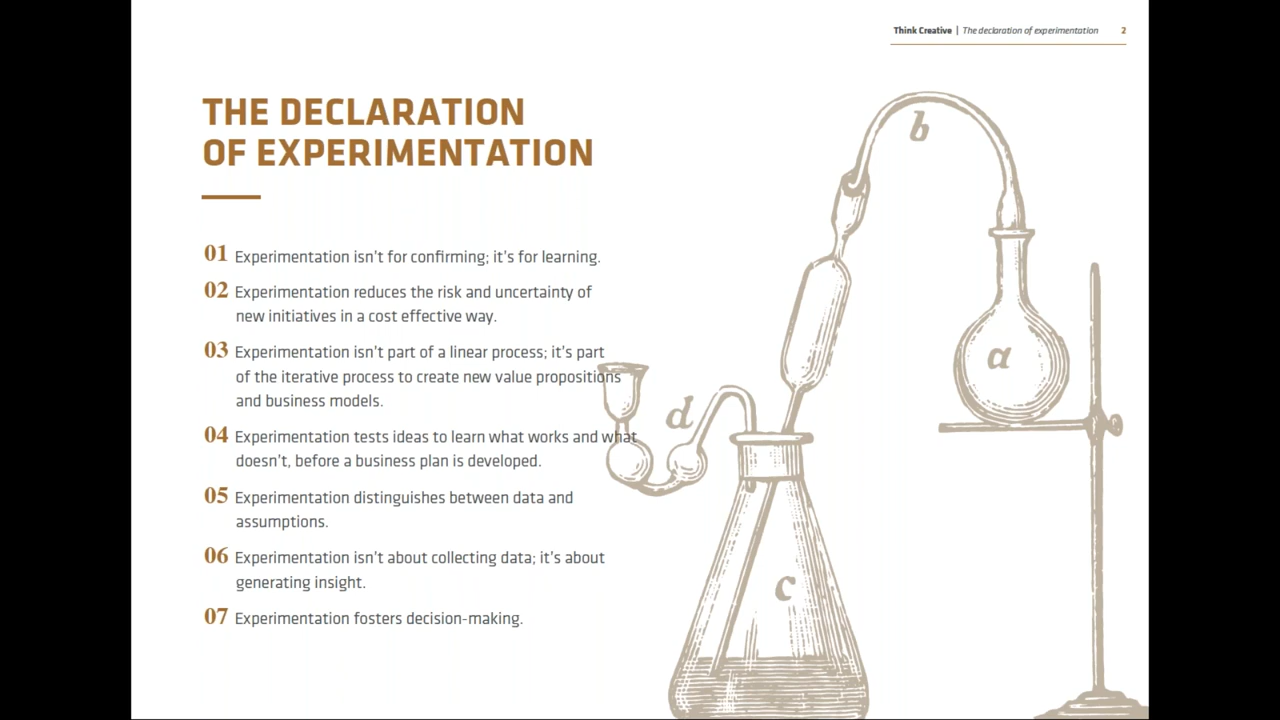 Think Creative | The declaration of experimentation 2
THE DECLARATION
OF EXPERIMENTATION
01 Experimentation isn't for confirming; it's for learning.
02 Experimentation reduces the risk and uncertainty of
new initiatives in a cost effective way.
03 Experimentation isn't part of a linear process; it's part
of the iterative process to create new value propositions
and business models.
04 Experimentation tests ideas to learn what works and what
doesn't, before a business plan is developed.
05 Experimentation distinguishes between data and
assumptions.
06 Experimentation isn't about collecting data; it's about
generating insight.
07 Experimentation fosters decision-making.
b
a
d
c